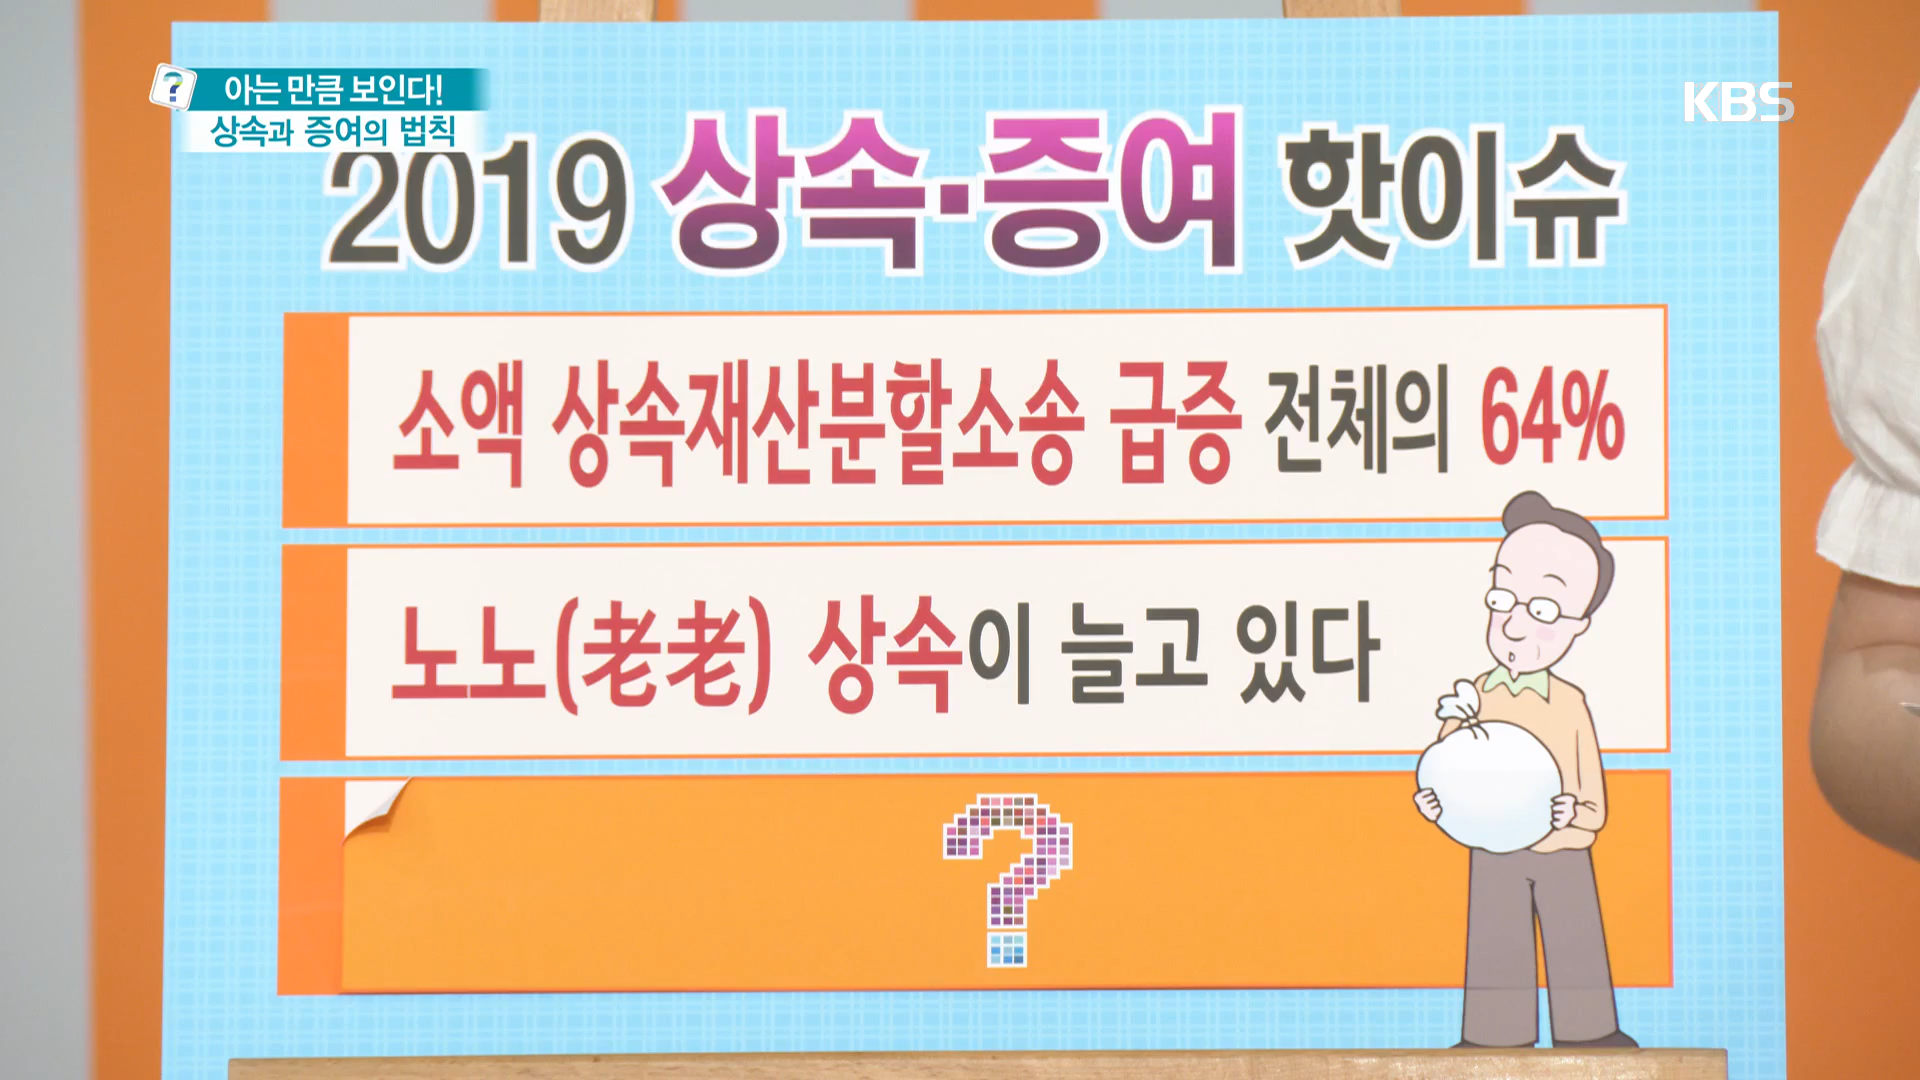 아는 만큼 보인다!
상속과 증여의 법칙
KBS
2019 상속·증여 핫이슈
소액 상속재산분할소송 급증 전체의 64%
노노(老老) 상속이 늘고 있다
?